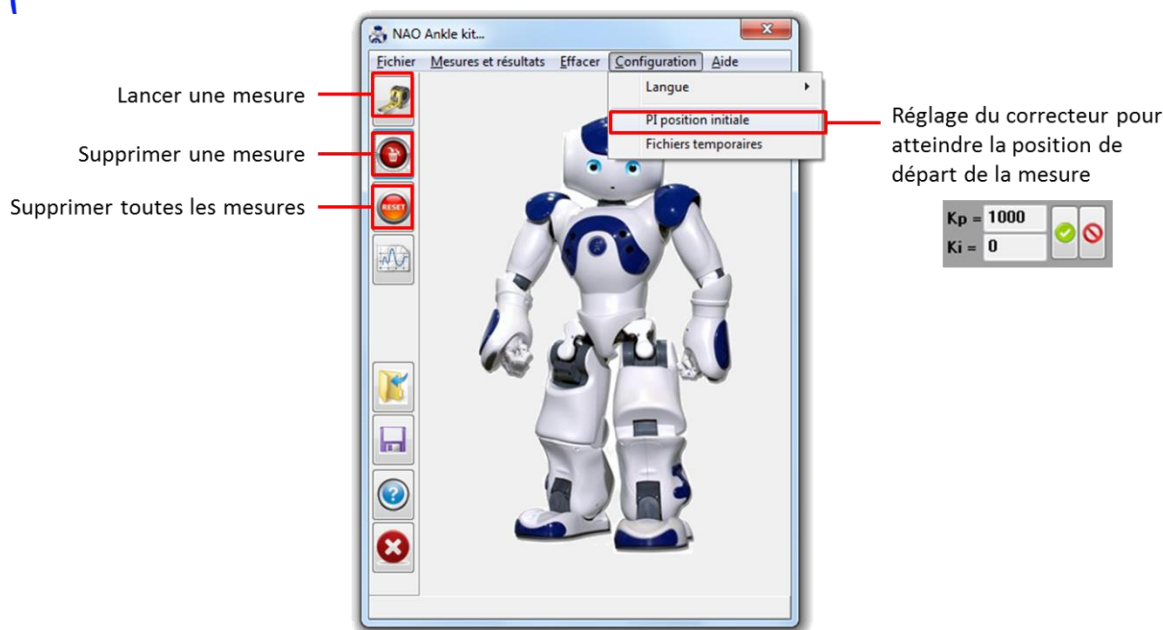 NAO Ankle kit...
Fichier Mesures et résultats Effacer Configuration Aide
Langue
PI position initiale
Fichiers temporaires
Lancer une mesure
Supprimer une mesure
Supprimer toutes les mesures
RESET
Réglage du correcteur pour
atteindre la position de
départ de la mesure
Kp = 1000
Ki = 0